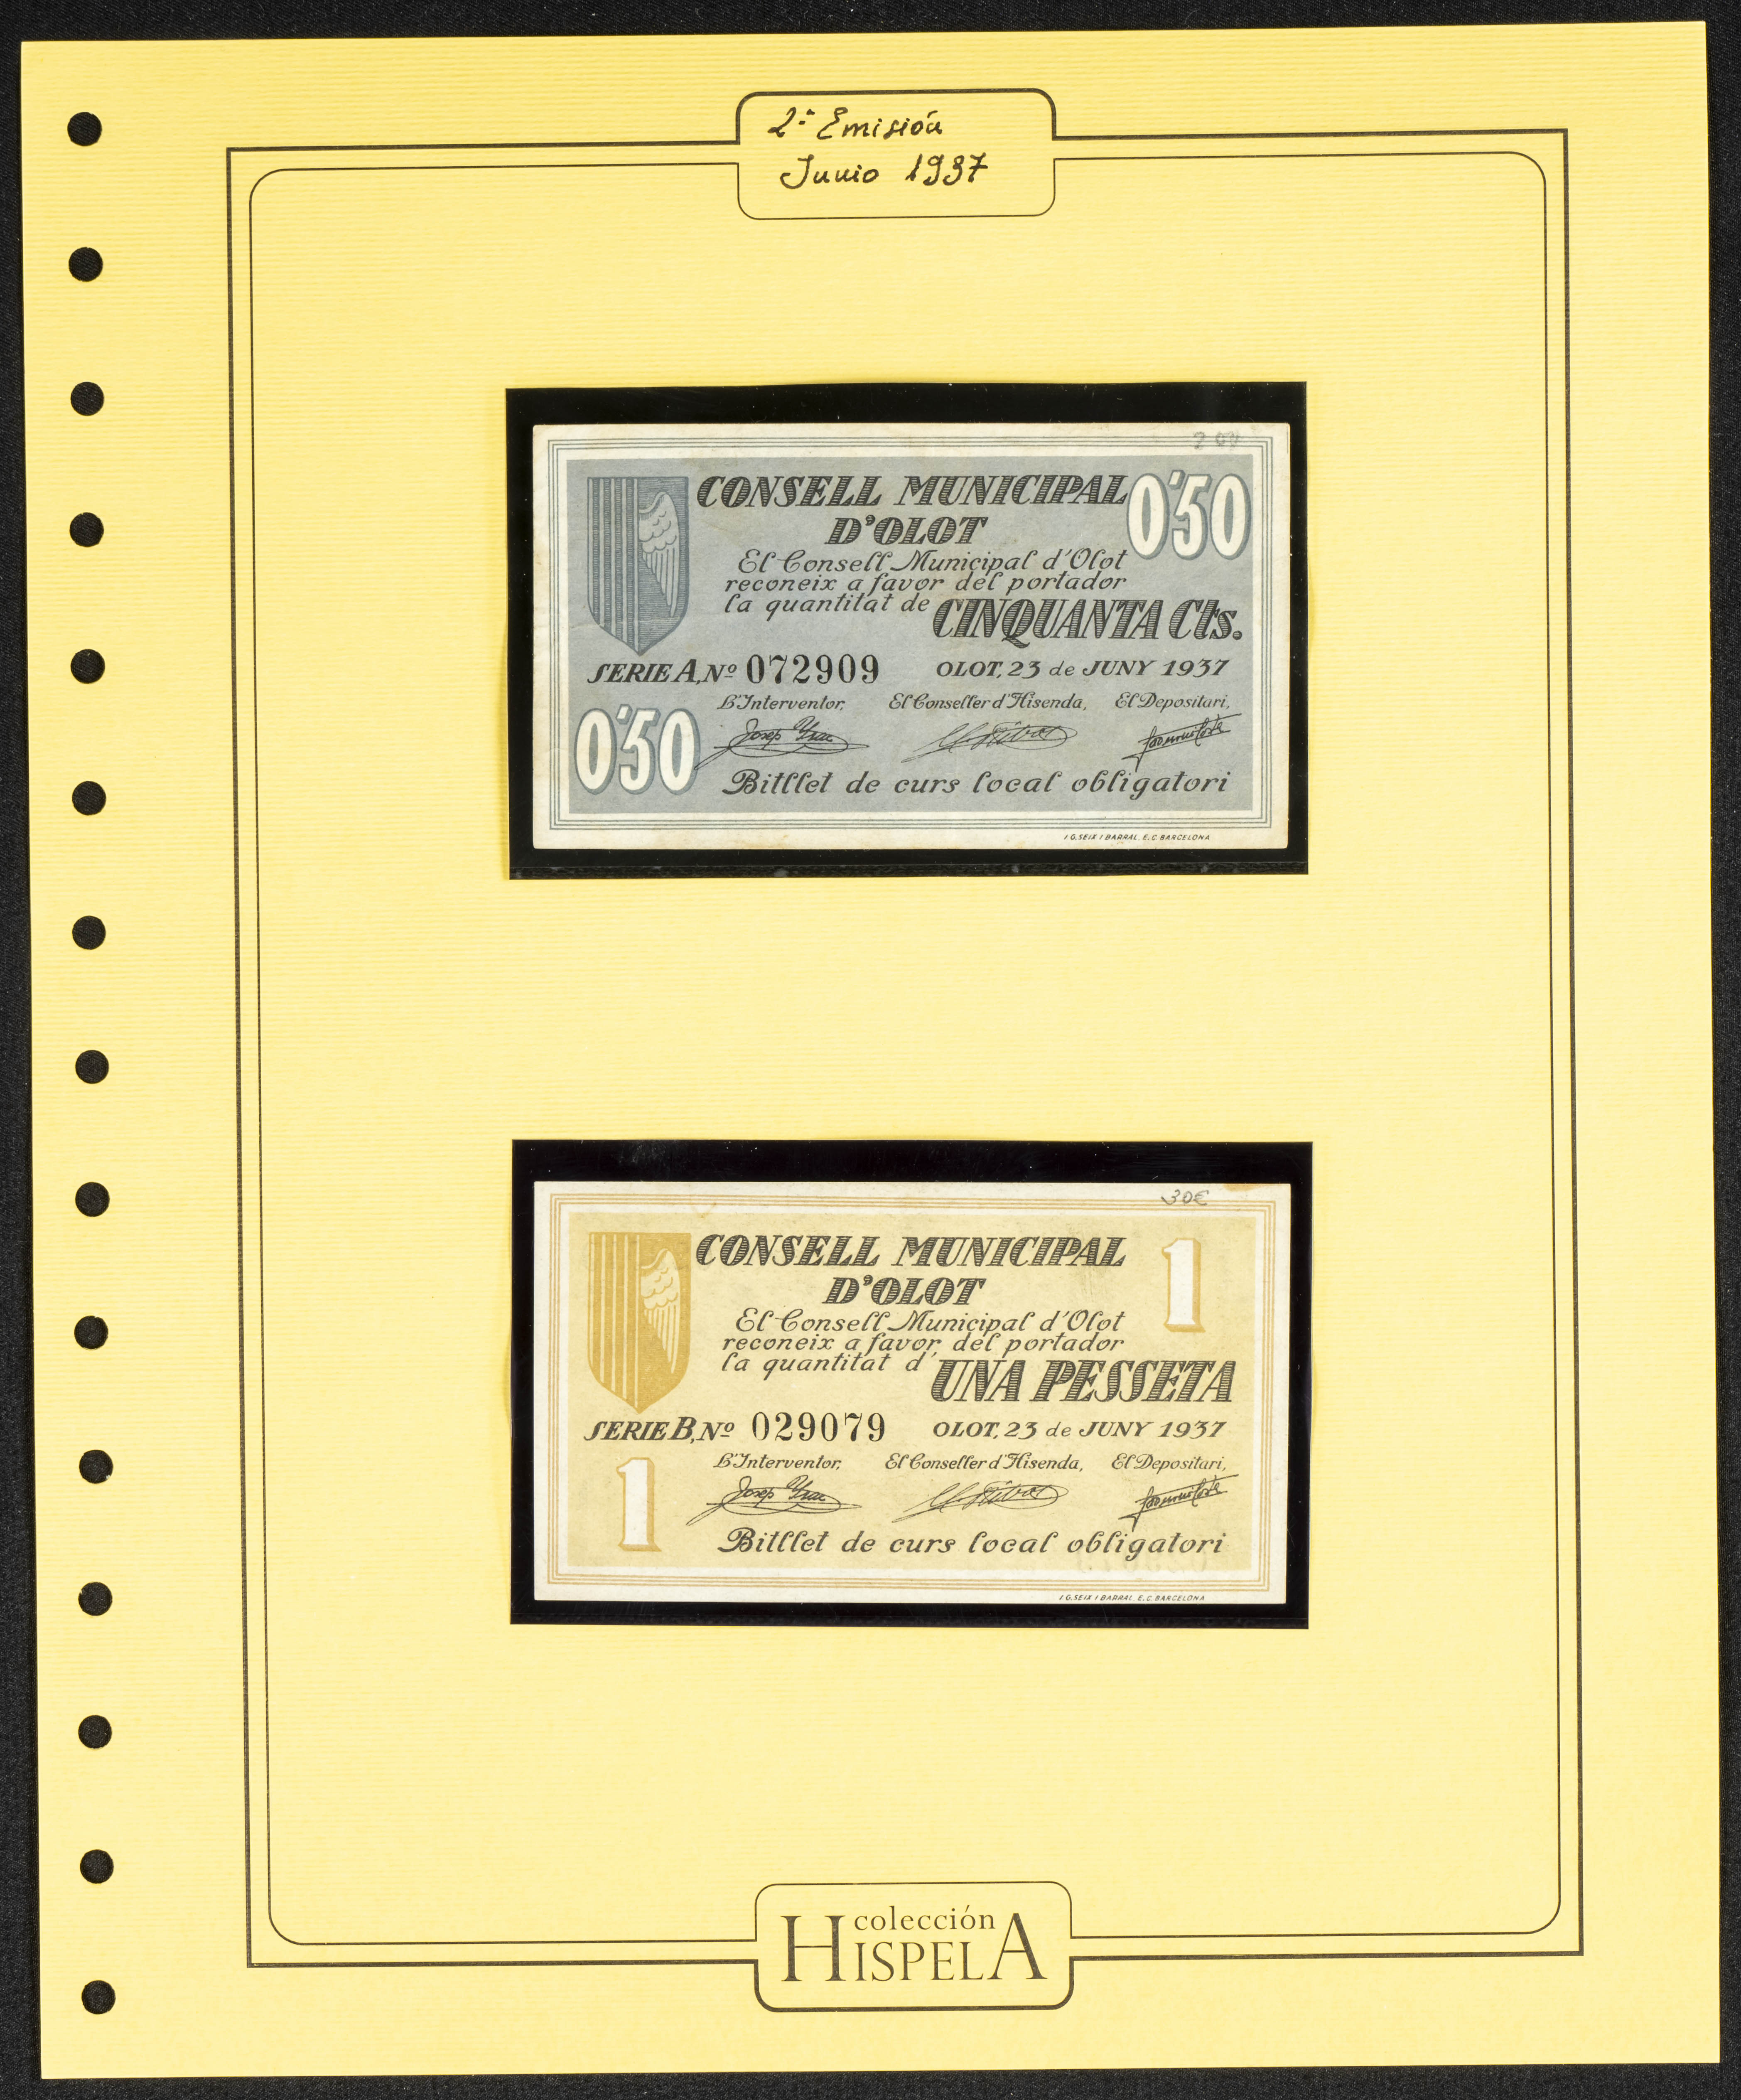 2ª Emisión
Junio 1937
CONSELL MUNICIPAL
D'OLOT
0'50
El Consell Municipal d'Olot
reconeix a favor del portador
la quantitat de CINQUANTA Cts.
SERIE A, Nº 072909 OLOT, 23 de JUNY 1937
L'Interventor, El Conseller d'Hisenda, El Depositari,
0'50
Bitllet de curs local obligatori
I.G. SEIX I BARRAL. E.C. BARCELONA
30€
CONSELL MUNICIPAL
D'OLOT
1
El Consell Municipal d'Olot
reconeix a favor del portador
la quantitat d'UNA PESSETA
SERIE B, Nº 029079 OLOT, 23 de JUNY 1937
L'Interventor, El Conseller d'Hisenda, El Depositari,
1
Bitllet de curs local obligatori
I.G. SEIX I BARRAL. E.C. BARCELONA
colección
HISPELA